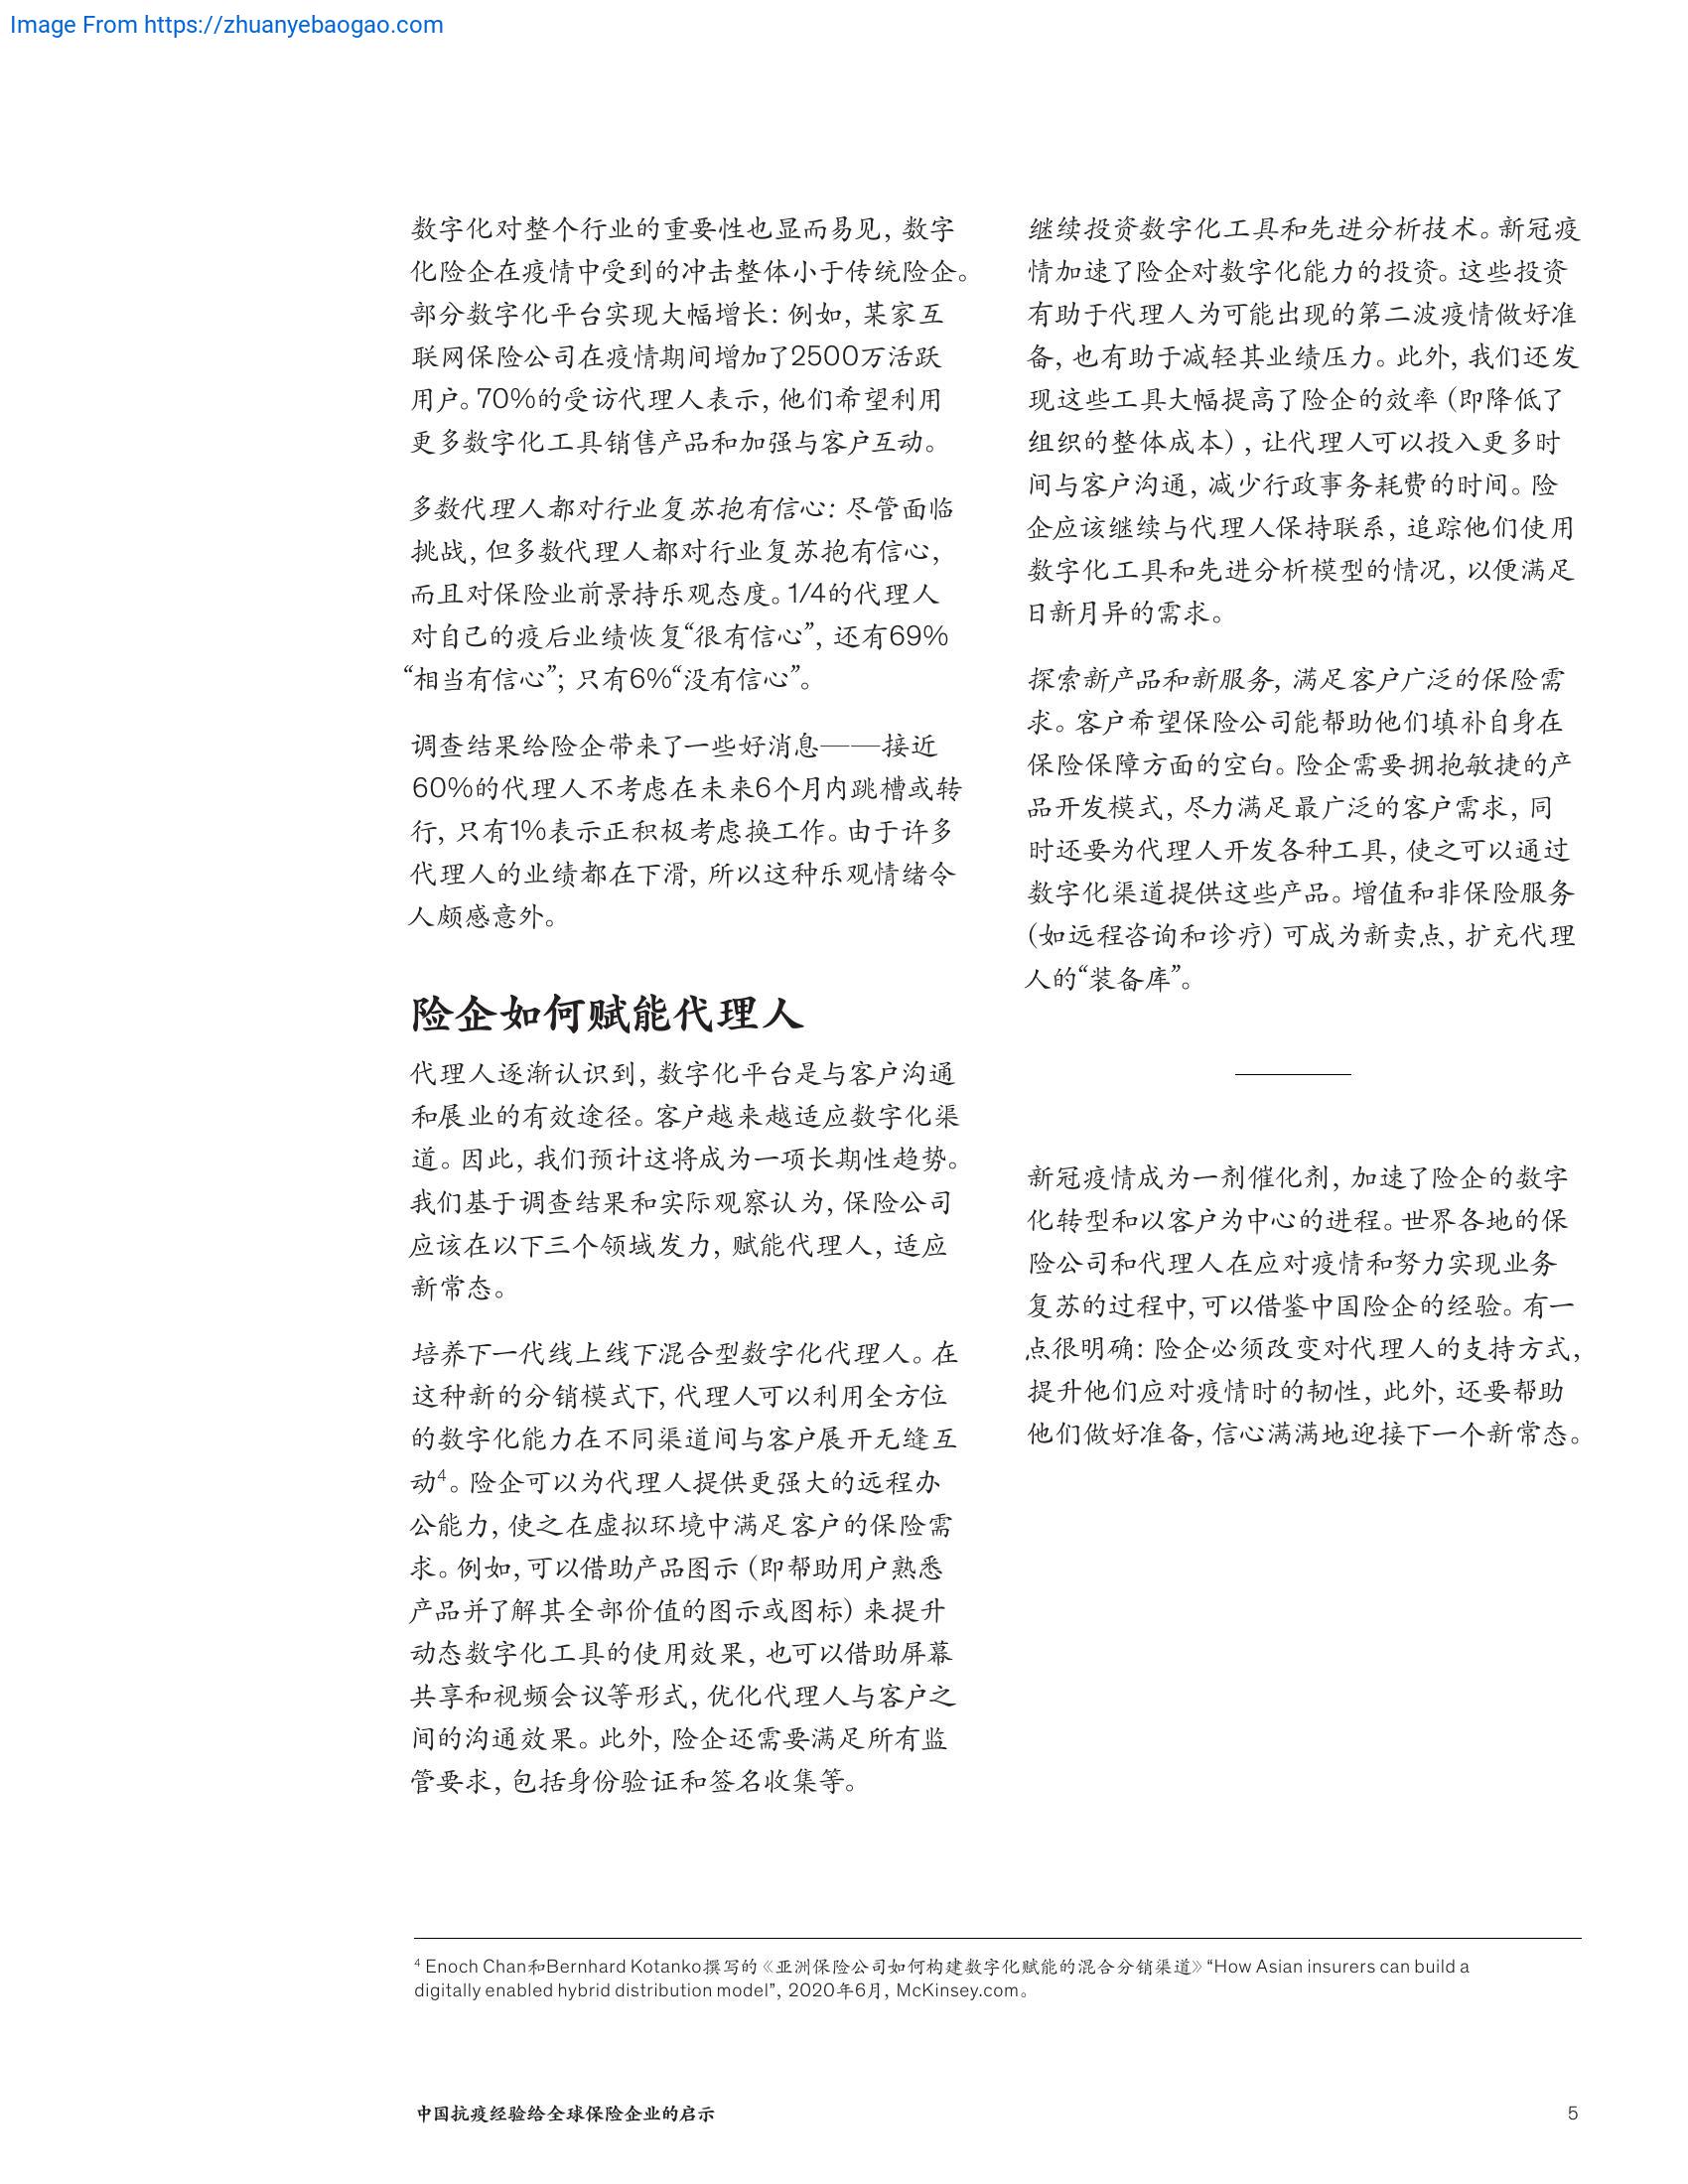 Image From https://zhuanyebaogao.com
数字化对整个行业的重要性也显而易见，数字
化险企在疫情中受到的冲击整体小于传统险企。
部分数字化平台实现大幅增长：例如，某家互
联网保险公司在疫情期间增加了2500万活跃
用户。70%的受访代理人表示，他们希望利用
更多数字化工具销售产品和加强与客户互动。
多数代理人都对行业复苏抱有信心：尽管面临
挑战，但多数代理人都对行业复苏抱有信心，
而且对保险业前景持乐观态度。1/4的代理人
对自己的疫后业绩恢复“很有信心”，还有69%
“相当有信心”；只有6%“没有信心”。
调查结果给险企带来了一些好消息——接近
60%的代理人不考虑在未来6个月内跳槽或转
行，只有1%表示正积极考虑换工作。由于许多
代理人的业绩都在下滑，所以这种乐观情绪令
人颇感意外。
险企如何赋能代理人
代理人逐渐认识到，数字化平台是与客户沟通
和展业的有效途径。客户越来越适应数字化渠
道。因此，我们预计这将成为一项长期性趋势。
我们基于调查结果和实际观察认为，保险公司
应该在以下三个领域发力，赋能代理人，适应
新常态。
培养下一代线上线下混合型数字化代理人。在
这种新的分销模式下，代理人可以利用全方位
的数字化能力在不同渠道间与客户展开无缝互
动⁴。险企可以为代理人提供更强大的远程办
公能力，使之在虚拟环境中满足客户的保险需
求。例如，可以借助产品图示（即帮助用户熟悉
产品并了解其全部价值的图示或图标）来提升
动态数字化工具的使用效果，也可以借助屏幕
共享和视频会议等形式，优化代理人与客户之
间的沟通效果。此外，险企还需要满足所有监
管要求，包括身份验证和签名收集等。
继续投资数字化工具和先进分析技术。新冠疫
情加速了险企对数字化能力的投资。这些投资
有助于代理人为可能出现的第二波疫情做好准
备，也有助于减轻其业绩压力。此外，我们还发
现这些工具大幅提高了险企的效率（即降低了
组织的整体成本），让代理人可以投入更多时
间与客户沟通，减少行政事务耗费的时间。险
企应该继续与代理人保持联系，追踪他们使用
数字化工具和先进分析模型的情况，以便满足
日新月异的需求。
探索新产品和新服务，满足客户广泛的保险需
求。客户希望保险公司能帮助他们填补自身在
保险保障方面的空白。险企需要拥抱敏捷的产
品开发模式，尽力满足最广泛的客户需求，同
时还要为代理人开发各种工具，使之可以通过
数字化渠道提供这些产品。增值和非保险服务
（如远程咨询和诊疗）可成为新卖点，扩充代理
人的“装备库”。
新冠疫情成为一剂催化剂，加速了险企的数字
化转型和以客户为中心的进程。世界各地的保
险公司和代理人在应对疫情和努力实现业务
复苏的过程中，可以借鉴中国险企的经验。有一
点很明确：险企必须改变对代理人的支持方式，
提升他们应对疫情时的韧性，此外，还要帮助
他们做好准备，信心满满地迎接下一个新常态。
⁴ Enoch Chan和Bernhard Kotanko撰写的《亚洲保险公司如何构建数字化赋能的混合分销渠道》“How Asian insurers can build a
digitally enabled hybrid distribution model”，2020年6月，McKinsey.com。
中国抗疫经验给全球保险企业的启示
5